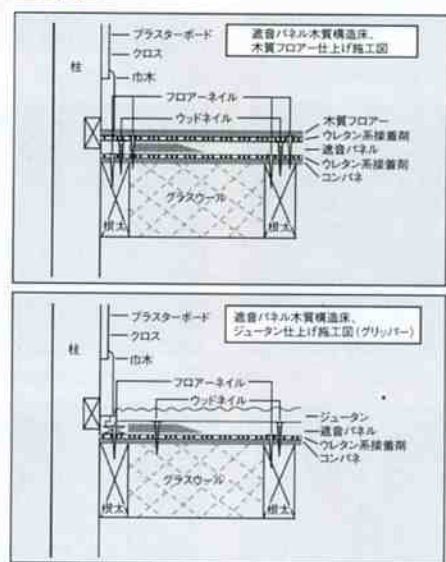 プラスターボード
遮音パネル木質構造床、
木質フロアー仕上げ施工図
クロス
柱
巾木
フロアーネイル
ウッドネイル
木質フロアー
ウレタン系接着剤
遮音パネル
ウレタン系接着剤
コンパネ
グラスウール
根太
根太
プラスターボード
遮音パネル木質構造床、
ジュータン仕上げ施工図(グリッパー)
クロス
柱
巾木
フロアーネイル
ウッドネイル
ジュータン
遮音パネル
ウレタン系接着剤
コンパネ
グラスウール
根太
根太